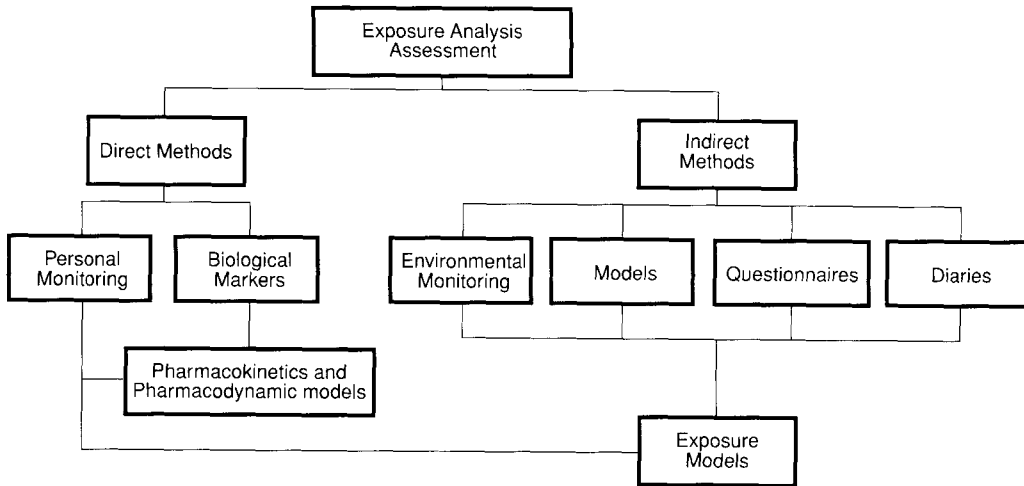 Exposure Analysis
Assessment
Direct Methods
Indirect
Methods
Personal
Monitoring
Biological
Markers
Environmental
Monitoring
Models
Questionnaires
Diaries
Pharmacokinetics and
Pharmacodynamic models
Exposure
Models